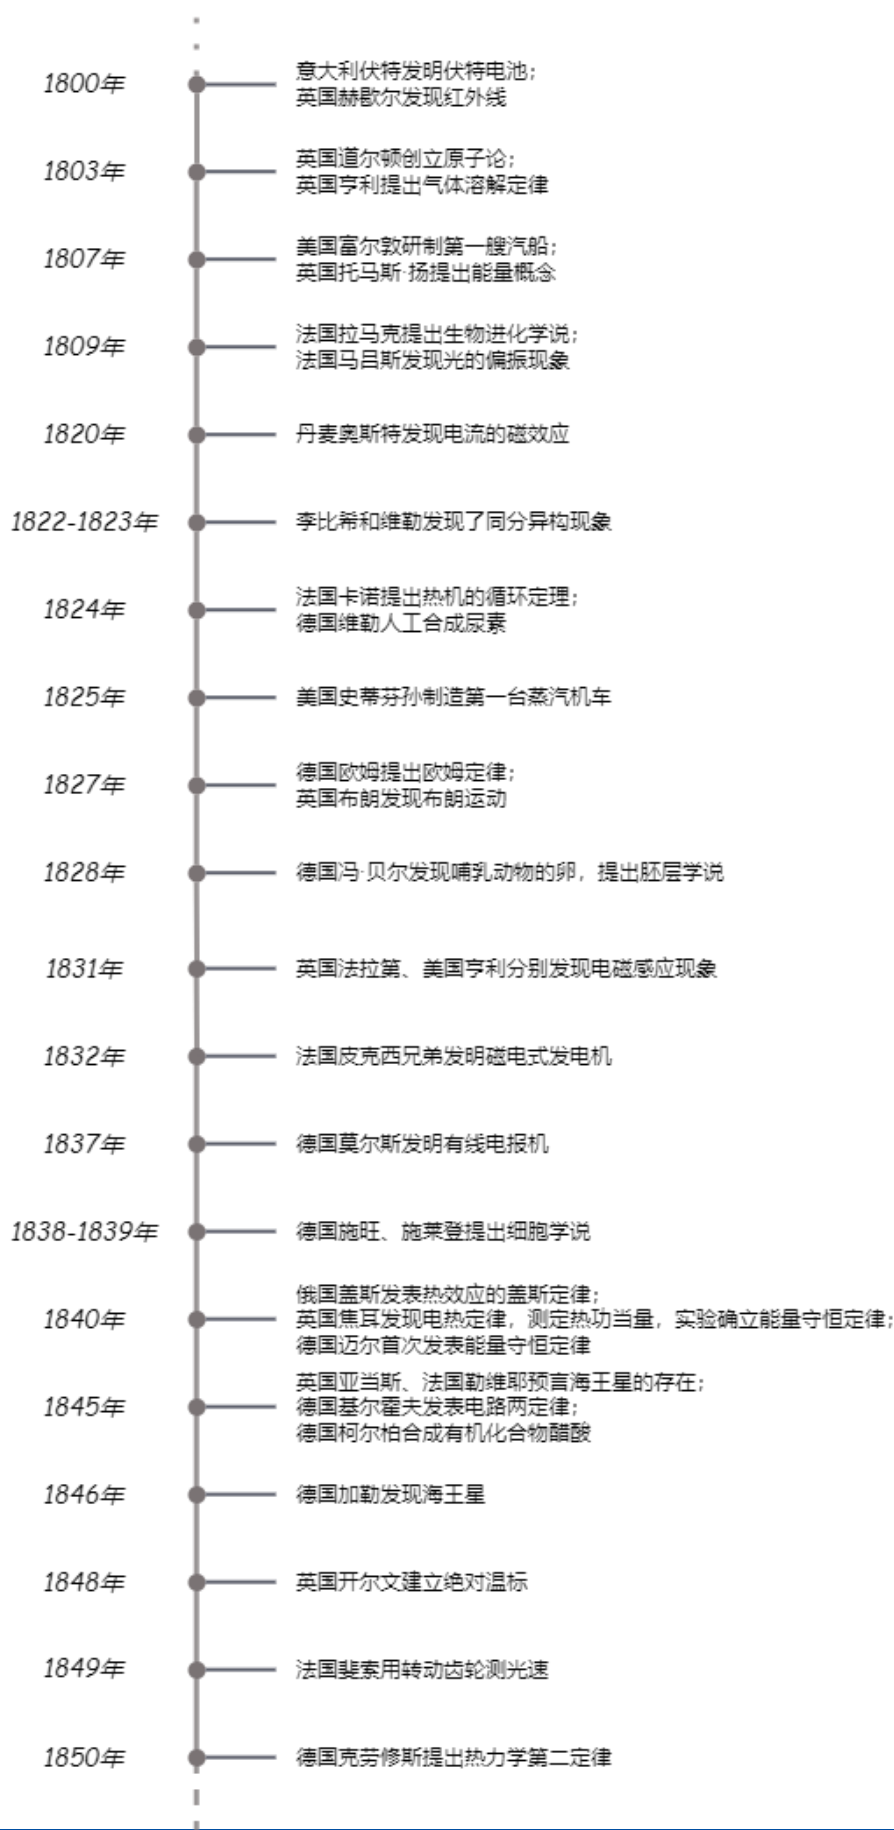 1800年
意大利伏特发明伏特电池；
英国赫歇尔发现红外线
1803年
英国道尔顿创立原子论；
英国亨利提出气体溶解定律
1807年
美国富尔敦研制第一艘汽船；
英国托马斯·扬提出能量概念
1809年
法国拉马克提出生物进化学说；
法国马吕斯发现光的偏振现象
1820年
丹麦奥斯特发现电流的磁效应
1822-1823年
李比希和维勒发现了同分异构现象
1824年
法国卡诺提出热机的循环定理；
德国维勒人工合成尿素
1825年
美国史蒂芬孙制造第一台蒸汽机车
1827年
德国欧姆提出欧姆定律；
英国布朗发现布朗运动
1828年
德国冯·贝尔发现哺乳动物的卵，提出胚层学说
1831年
英国法拉第、美国亨利分别发现电磁感应现象
1832年
法国皮克西兄弟发明磁电式发电机
1837年
德国莫尔斯发明有线电报机
1838-1839年
德国施旺、施莱登提出细胞学说
1840年
俄国盖斯发表热效应的盖斯定律；
英国焦耳发现电热定律，测定热功当量，实验确立能量守恒定律；
德国迈尔首次发表能量守恒定律
1845年
英国亚当斯、法国勒维耶预言海王星的存在；
德国基尔霍夫发表电路两定律；
德国柯尔柏合成有机化合物醋酸
1846年
德国加勒发现海王星
1848年
英国开尔文建立绝对温标
1849年
法国斐索用转动齿轮测光速
1850年
德国克劳修斯提出热力学第二定律